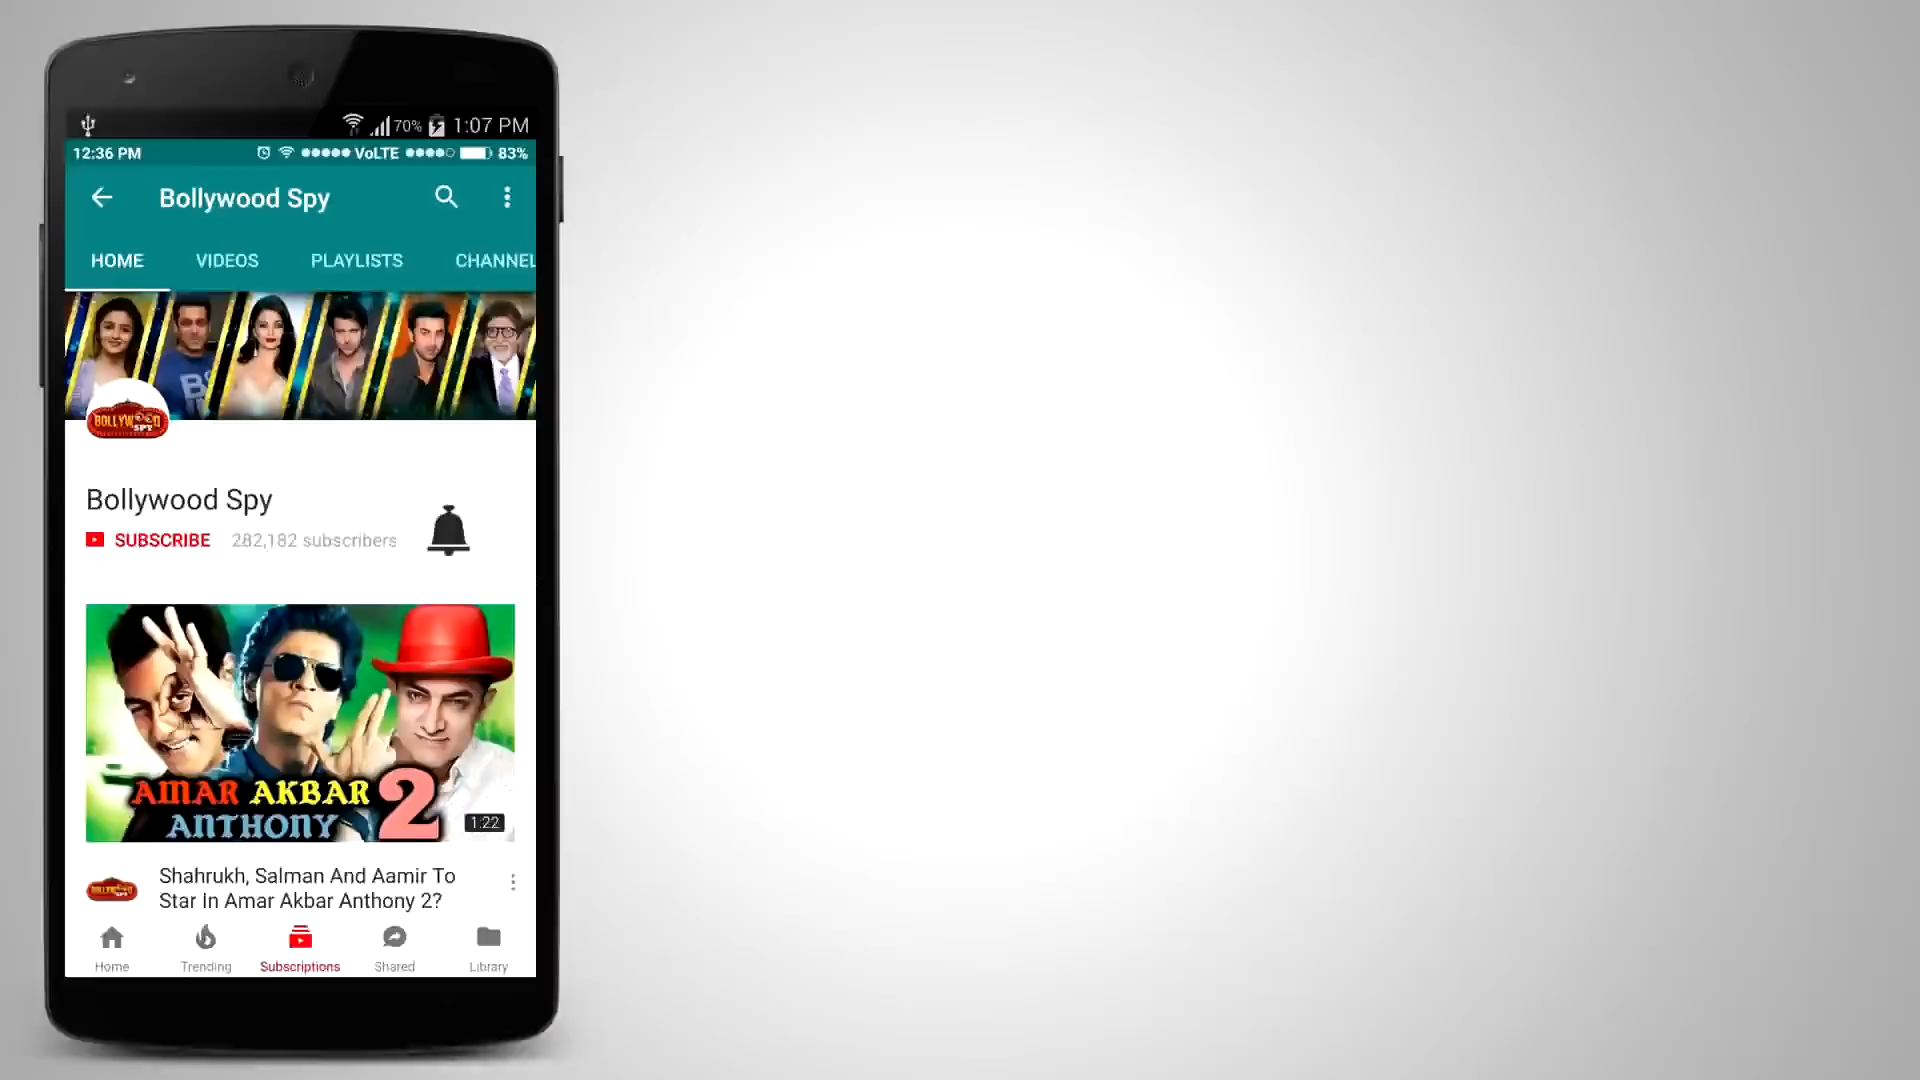 70% 1:07 PM
12:36 PM VoLTE 83%
Bollywood Spy
HOME VIDEOS PLAYLISTS CHANNEL
BOLLYWOOD
SPY
Bollywood Spy
SUBSCRIBE 282,182 subscribers
AMAR AKBAR 2
ANTHONY
1:22
Shahrukh, Salman And Aamir To
Star In Amar Akbar Anthony 2?
Home Trending Subscriptions Shared Library